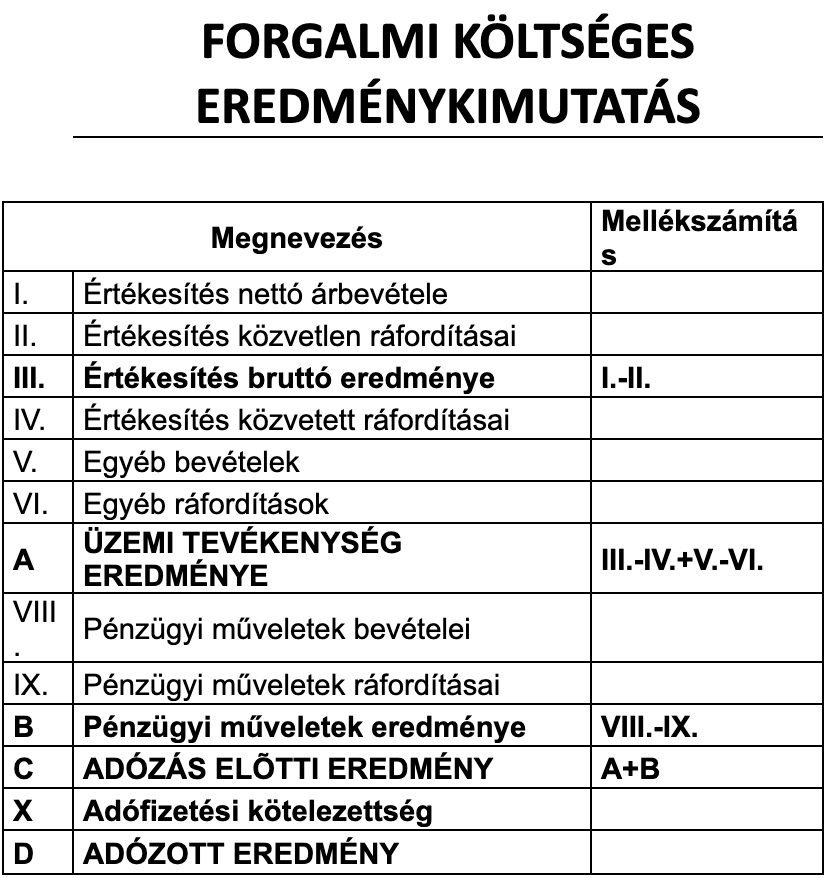 FORGALMI KÖLTSÉGES
EREDMÉNYKIMUTATÁS
Megnevezés Mellékszámítá
s
I. Értékesítés nettó árbevétele
II. Értékesítés közvetlen ráfordításai
III. Értékesítés bruttó eredménye I.-II.
IV. Értékesítés közvetett ráfordításai
V. Egyéb bevételek
VI. Egyéb ráfordítások
A ÜZEMI TEVÉKENYSÉG
EREDMÉNYE III.-IV.+V.-VI.
VIII
. Pénzügyi műveletek bevételei
IX. Pénzügyi műveletek ráfordításai
B Pénzügyi műveletek eredménye VIII.-IX.
C ADÓZÁS ELÕTTI EREDMÉNY A+B
X Adófizetési kötelezettség
D ADÓZOTT EREDMÉNY